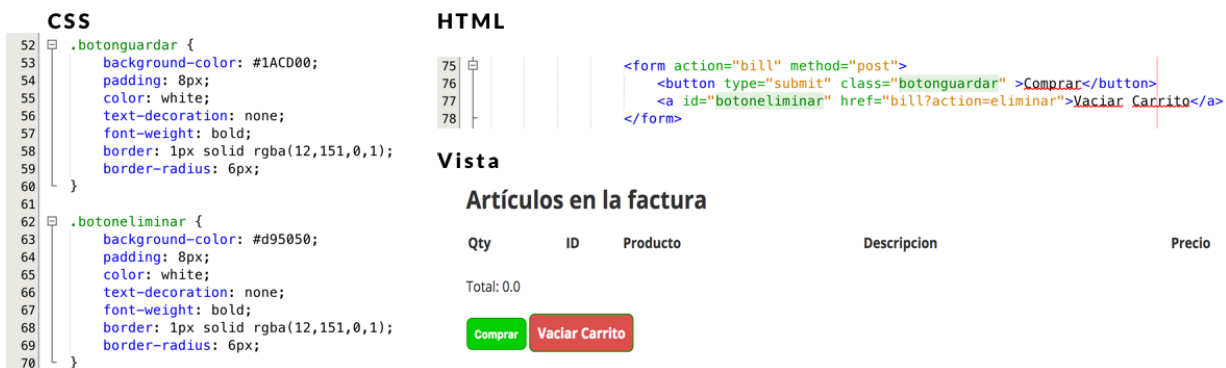 CSS
52 .botonguardar {
53 background-color: #1ACD00;
54 padding: 8px;
55 color: white;
56 text-decoration: none;
57 font-weight: bold;
58 border: 1px solid rgba(12,151,0,1);
59 border-radius: 6px;
60 }
61
62 .botoneliminar {
63 background-color: #d95050;
64 padding: 8px;
65 color: white;
66 text-decoration: none;
67 font-weight: bold;
68 border: 1px solid rgba(12,151,0,1);
69 border-radius: 6px;
70 }
HTML
75 <form action="bill" method="post">
76 <button type="submit" class="botonguardar" >Comprar</button>
77 <a id="botoneliminar" href="bill?action=eliminar">Vaciar Carrito</a>
78 </form>
Vista
Artículos en la factura
Qty ID Producto Descripcion Precio
Total: 0.0
Comprar Vaciar Carrito